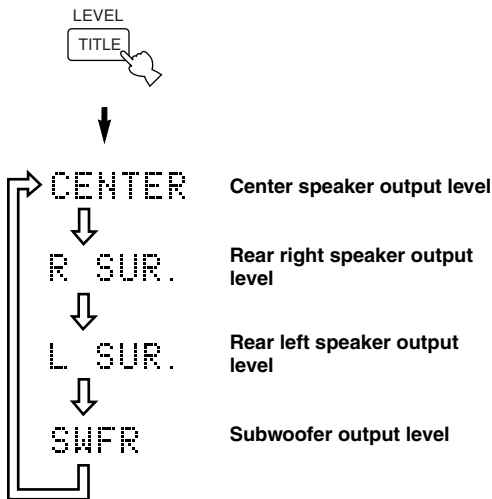 LEVEL
TITLE
CENTER
Center speaker output level
R SUR.
Rear right speaker output
level
L SUR.
Rear left speaker output
level
SWFR
Subwoofer output level